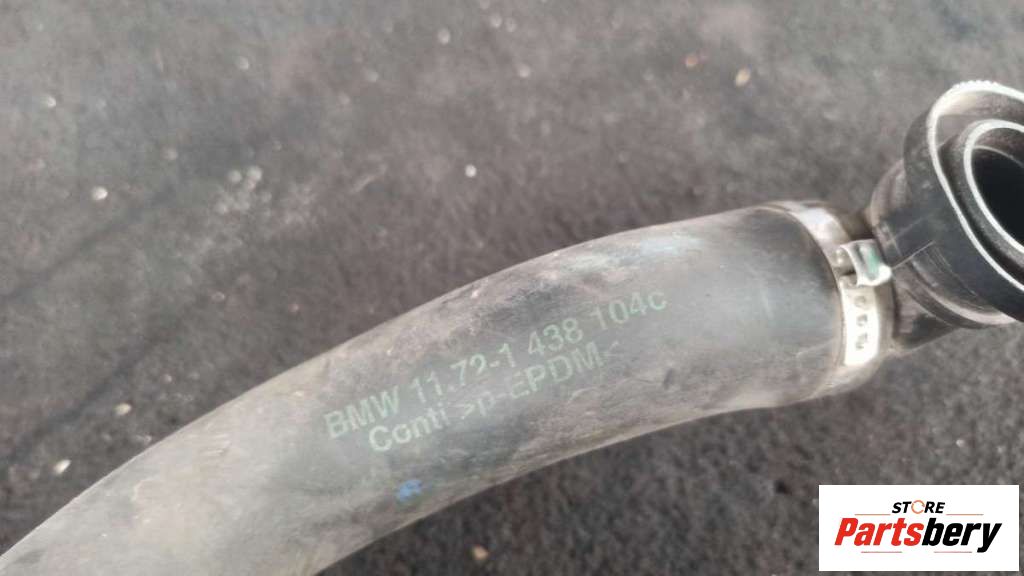 BMW 11.72-1 438 104c
Conti >p-EPDM<
STORE
Partsbery